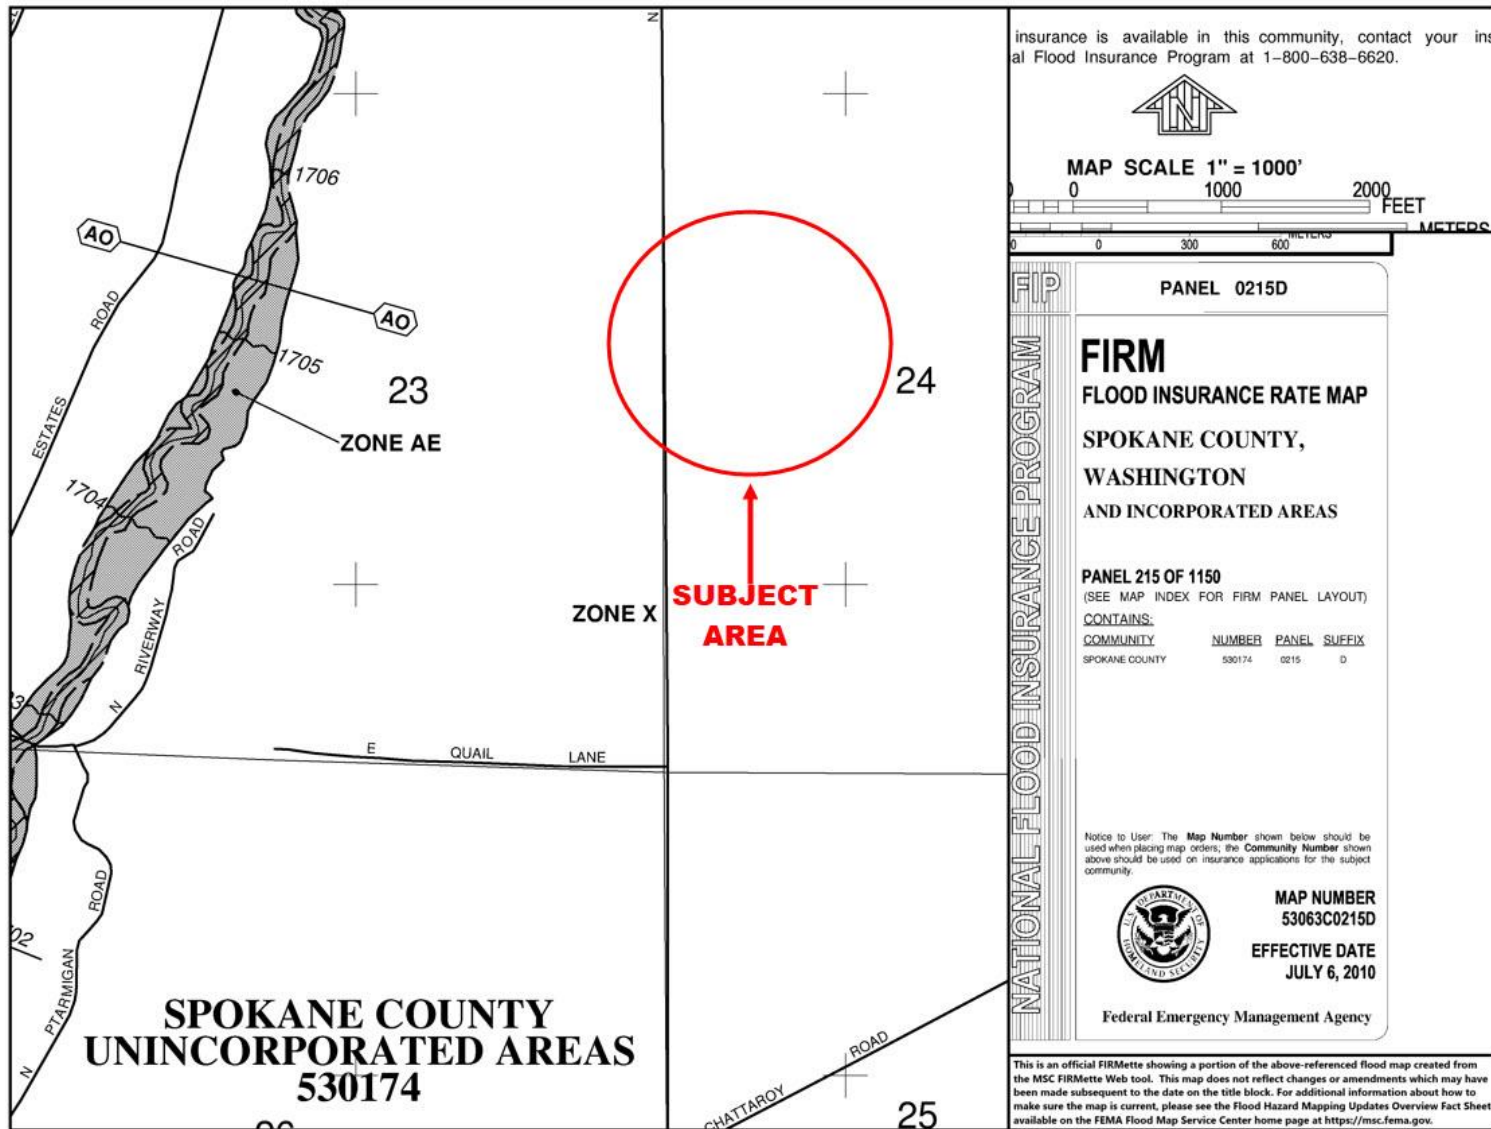 N
insurance is available in this community, contact your ins
al Flood Insurance Program at 1-800-638-6620.
N
MAP SCALE 1" = 1000'
0 1000 2000
FEET
METERS
0 0 300 600
METERS
1706
AO
AO
1705
ROAD
ESTATES
23
24
ZONE AE
1704
ROAD
RIVERWAY
N
ZONE X
SUBJECT
AREA
E QUAIL LANE
ROAD
PTARMIGAN
N
02
SPOKANE COUNTY
UNINCORPORATED AREAS
530174
CHATTAROY ROAD
25
NATIONAL FLOOD INSURANCE PROGRAM
FIP
PANEL 0215D
FIRM
FLOOD INSURANCE RATE MAP
SPOKANE COUNTY,
WASHINGTON
AND INCORPORATED AREAS
PANEL 215 OF 1150
(SEE MAP INDEX FOR FIRM PANEL LAYOUT)
CONTAINS:
COMMUNITY NUMBER PANEL SUFFIX
SPOKANE COUNTY 530174 0215 D
Notice to User: The Map Number shown below should be
used when placing map orders; the Community Number shown
above should be used on insurance applications for the subject
community.
U.S. DEPARTMENT OF
HOMELAND SECURITY
MAP NUMBER
53063C0215D
EFFECTIVE DATE
JULY 6, 2010
Federal Emergency Management Agency
This is an official FIRMette showing a portion of the above-referenced flood map created from
the MSC FIRMette Web tool. This map does not reflect changes or amendments which may have
been made subsequent to the date on the title block. For additional information about how to
make sure the map is current, please see the Flood Hazard Mapping Updates Overview Fact Sheet
available on the FEMA Flood Map Service Center home page at https://msc.fema.gov.